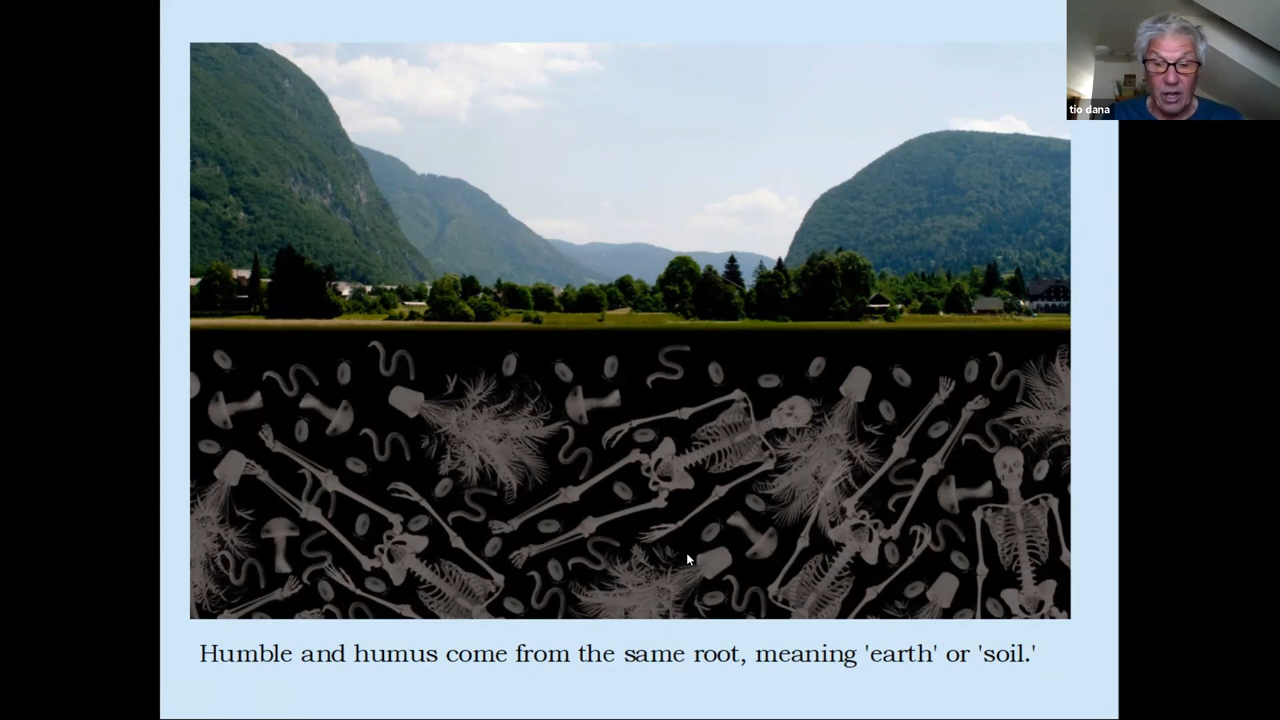 tio dana
Humble and humus come from the same root, meaning 'earth' or 'soil.'